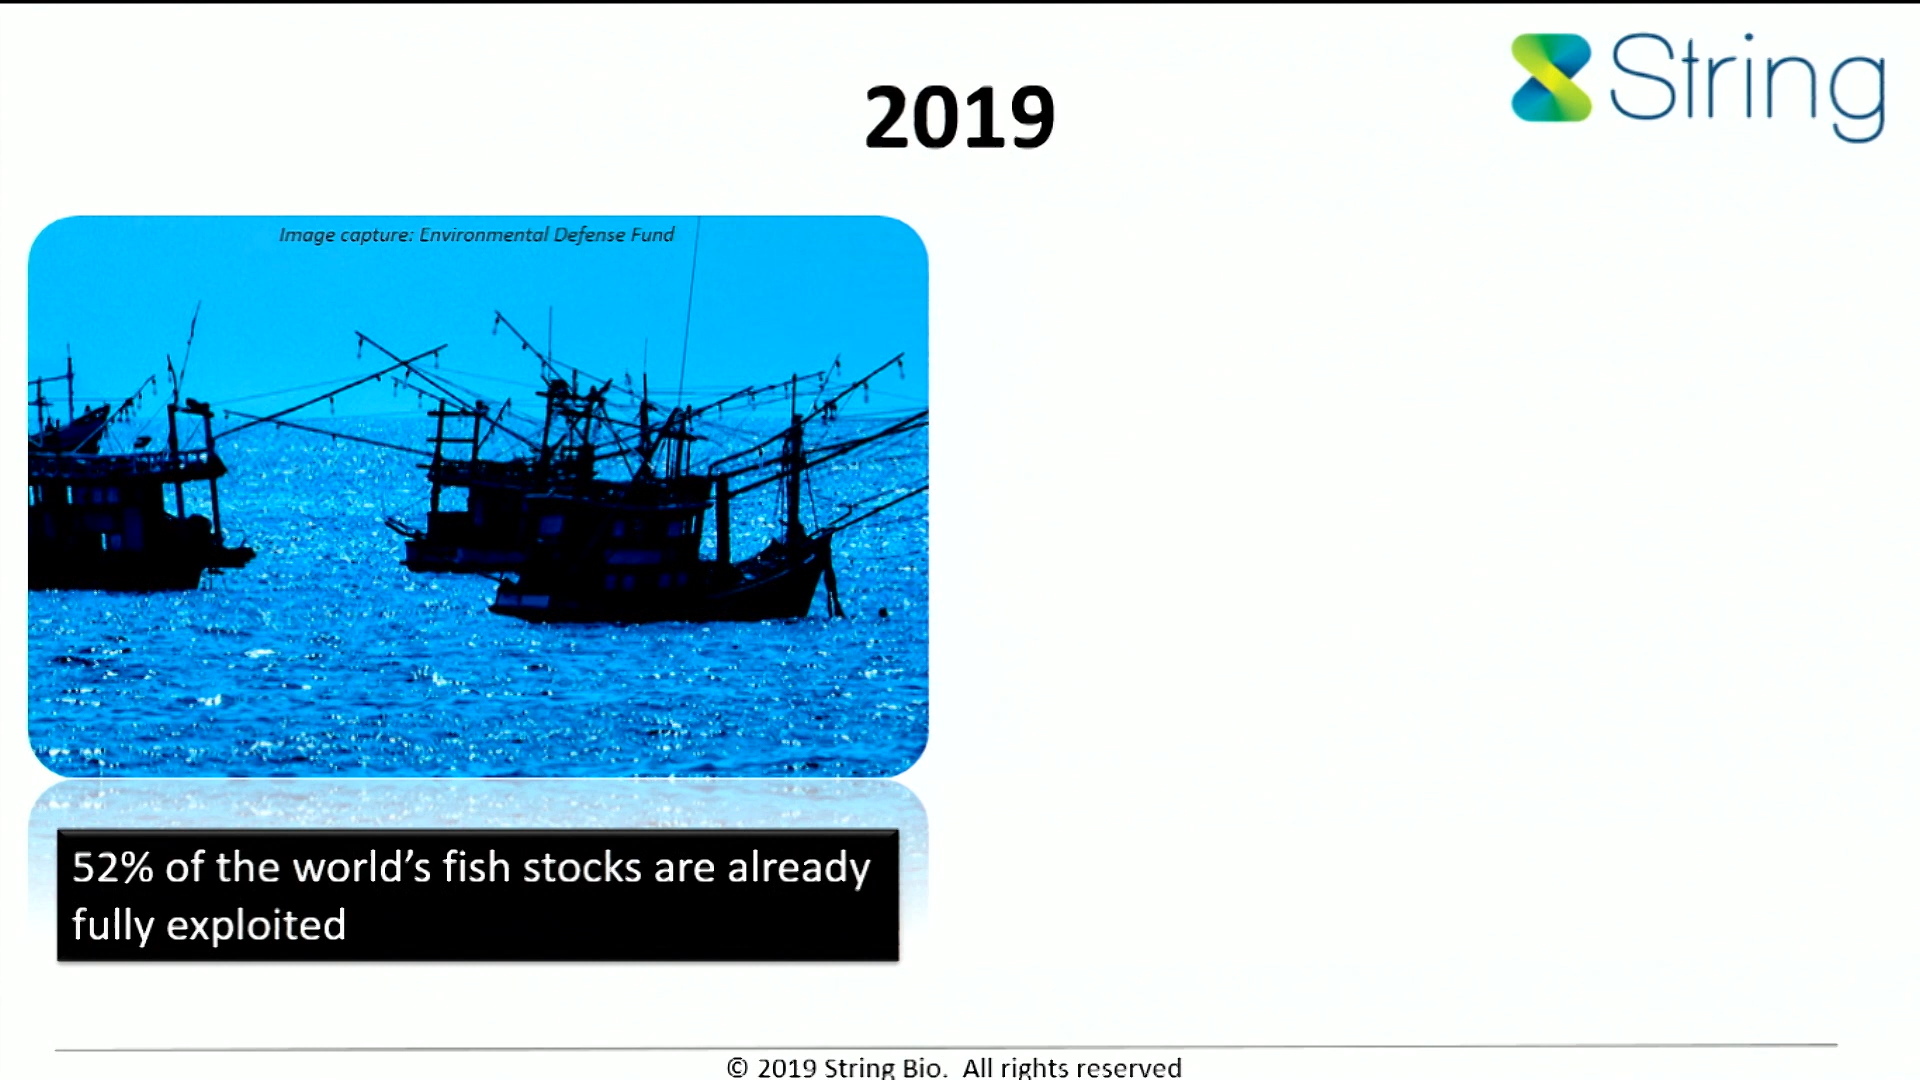 2019
String
Image capture: Environmental Defense Fund
52% of the world’s fish stocks are already
fully exploited
© 2019 String Bio.  All rights reserved